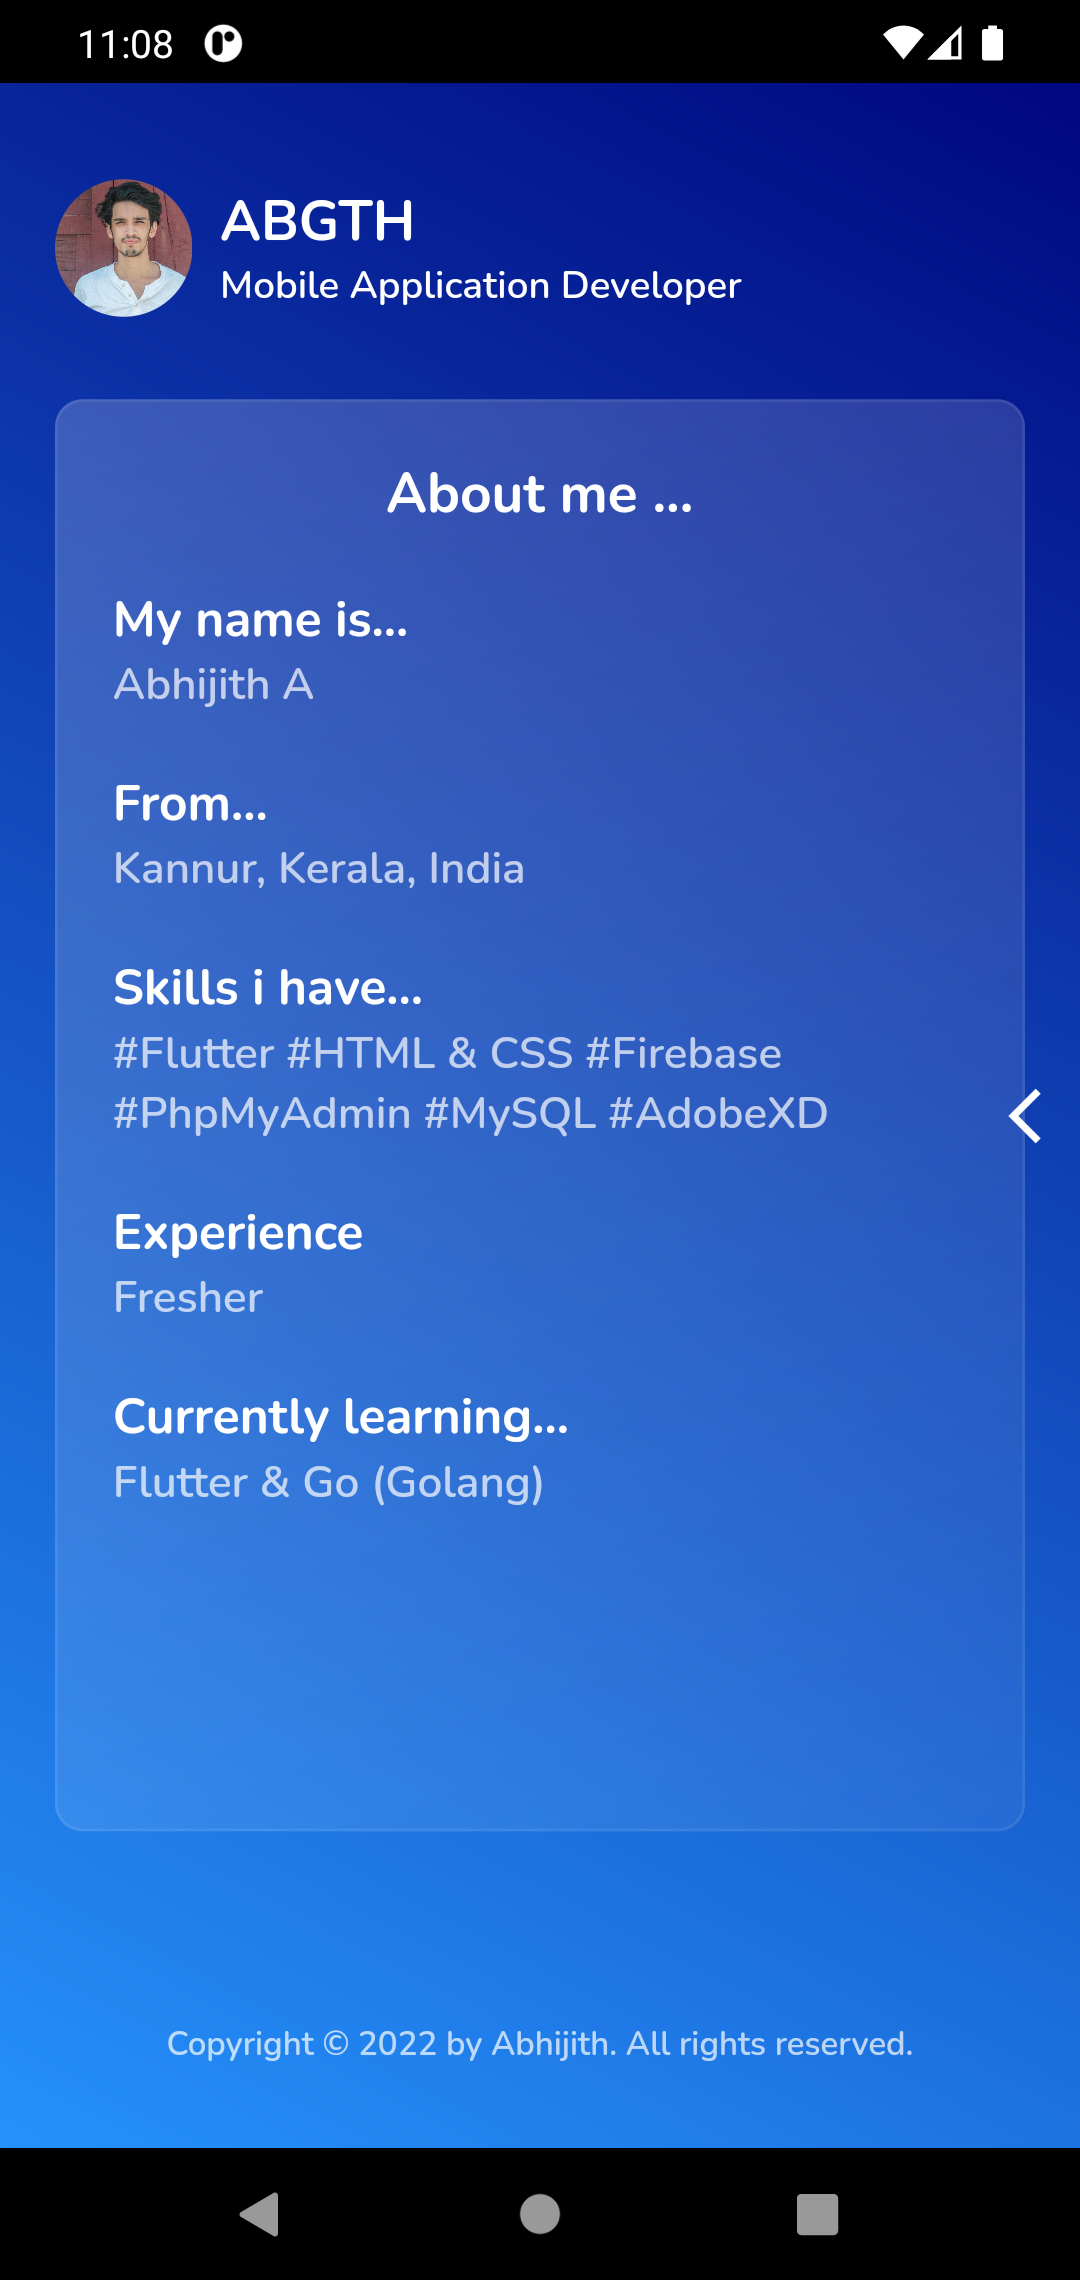 11:08
ABGTH
Mobile Application Developer
About me ...
My name is...
Abhijith A
From...
Kannur, Kerala, India
Skills i have...
#Flutter #HTML & CSS #Firebase
#PhpMyAdmin #MySQL #AdobeXD
Experience
Fresher
Currently learning...
Flutter & Go (Golang)
Copyright © 2022 by Abhijith. All rights reserved.